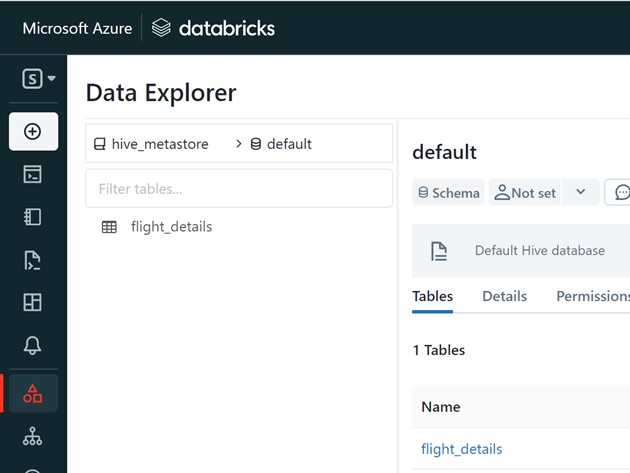 Microsoft Azure databricks
S
Data Explorer
hive_metastore > default
Filter tables...
flight_details
default
Schema Not set
Default Hive database
Tables Details Permissions
1 Tables
Name
flight_details